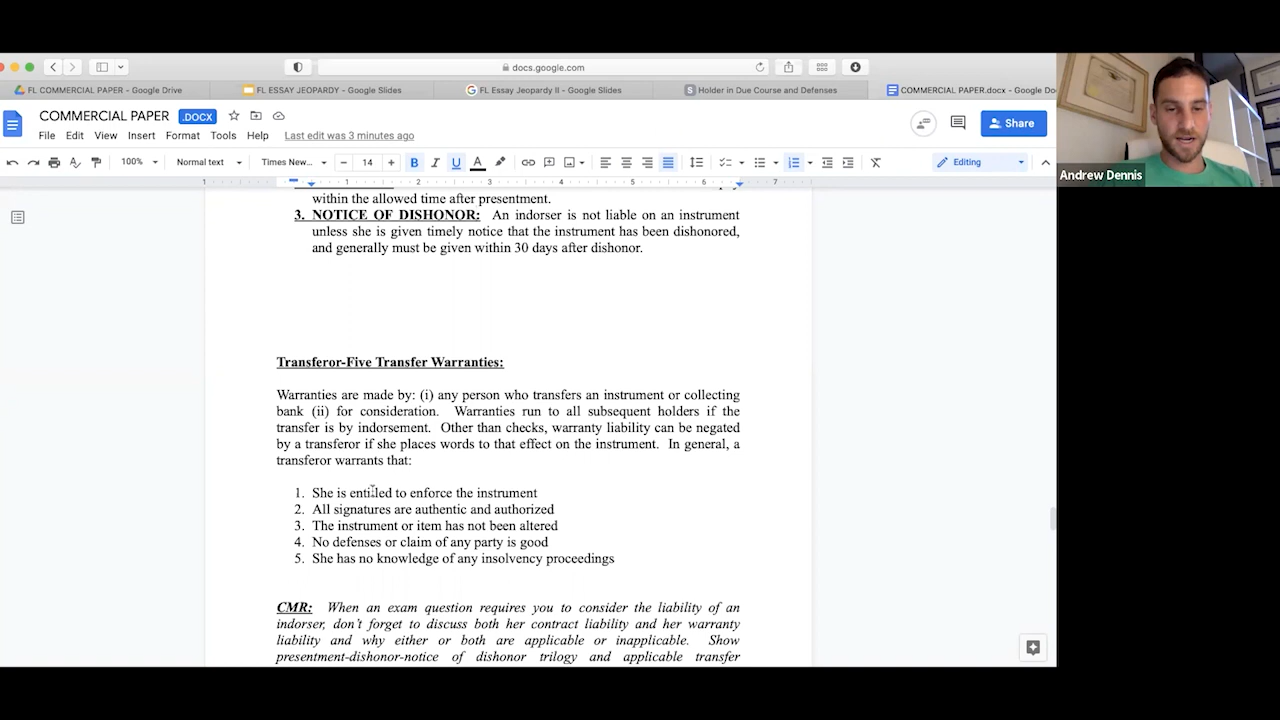 docs.google.com
FL COMMERCIAL PAPER - Google Drive
FL ESSAY JEOPARDY - Google Slides
FL Essay Jeopardy II - Google Slides
Holder in Due Course and Defenses
COMMERCIAL PAPER.docx - Google Do
COMMERCIAL PAPER .DOCX
File Edit View Insert Format Tools Help Last edit was 3 minutes ago
Share
100% Normal text Times New... 14 B I U A Editing
1 1 2 3 4 5 6 7
within the allowed time after presentment.
3. NOTICE OF DISHONOR: An indorser is not liable on an instrument
unless she is given timely notice that the instrument has been dishonored,
and generally must be given within 30 days after dishonor.
Transferor-Five Transfer Warranties:
Warranties are made by: (i) any person who transfers an instrument or collecting
bank (ii) for consideration. Warranties run to all subsequent holders if the
transfer is by indorsement. Other than checks, warranty liability can be negated
by a transferor if she places words to that effect on the instrument. In general, a
transferor warrants that:
1. She is entitled to enforce the instrument
2. All signatures are authentic and authorized
3. The instrument or item has not been altered
4. No defenses or claim of any party is good
5. She has no knowledge of any insolvency proceedings
CMR: When an exam question requires you to consider the liability of an
indorser, don't forget to discuss both her contract liability and her warranty
liability and why either or both are applicable or inapplicable. Show
presentment-dishonor-notice of dishonor trilogy and applicable transfer
Andrew Dennis